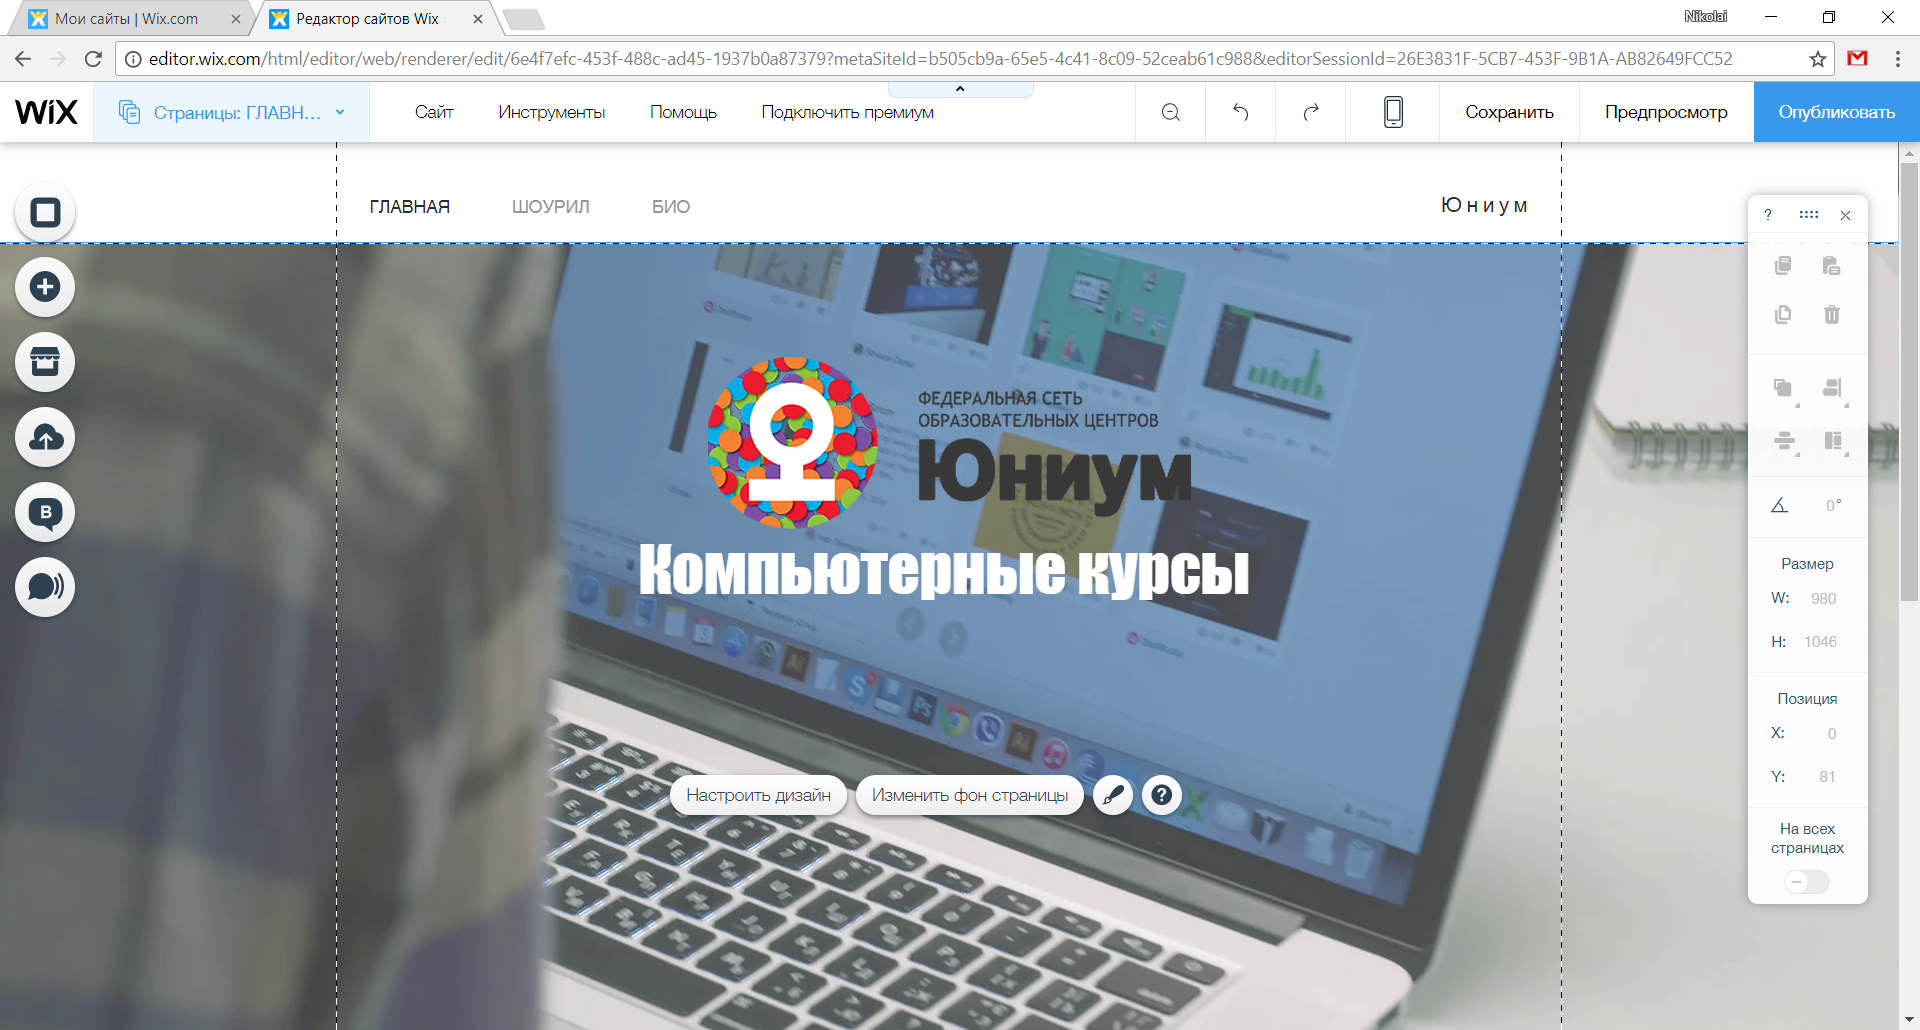 Мои сайты | Wix.com
Редактор сайтов Wix
Nikolai
editor.wix.com/html/editor/web/renderer/edit/6e4f7efc-453f-488c-ad45-1937b0a87379?metaSiteId=b505cb9a-65e5-4c41-8c09-52ceab61c988&editorSessionId=26E3831F-5CB7-453F-9B1A-AB82649FCC52
WiX
Страницы: ГЛАВН...
Сайт
Инструменты
Помощь
Подключить премиум
Сохранить
Предпросмотр
Опубликовать
ГЛАВНАЯ
ШОУРИЛ
БИО
Юниум
?
ФЕДЕРАЛЬНАЯ СЕТЬ
ОБРАЗОВАТЕЛЬНЫХ ЦЕНТРОВ
Юниум
Компьютерные курсы
B
0°
Размер
W: 980
H: 1046
Позиция
X: 0
Y: 81
На всех
страницах
Настроить дизайн
Изменить фон страницы
?